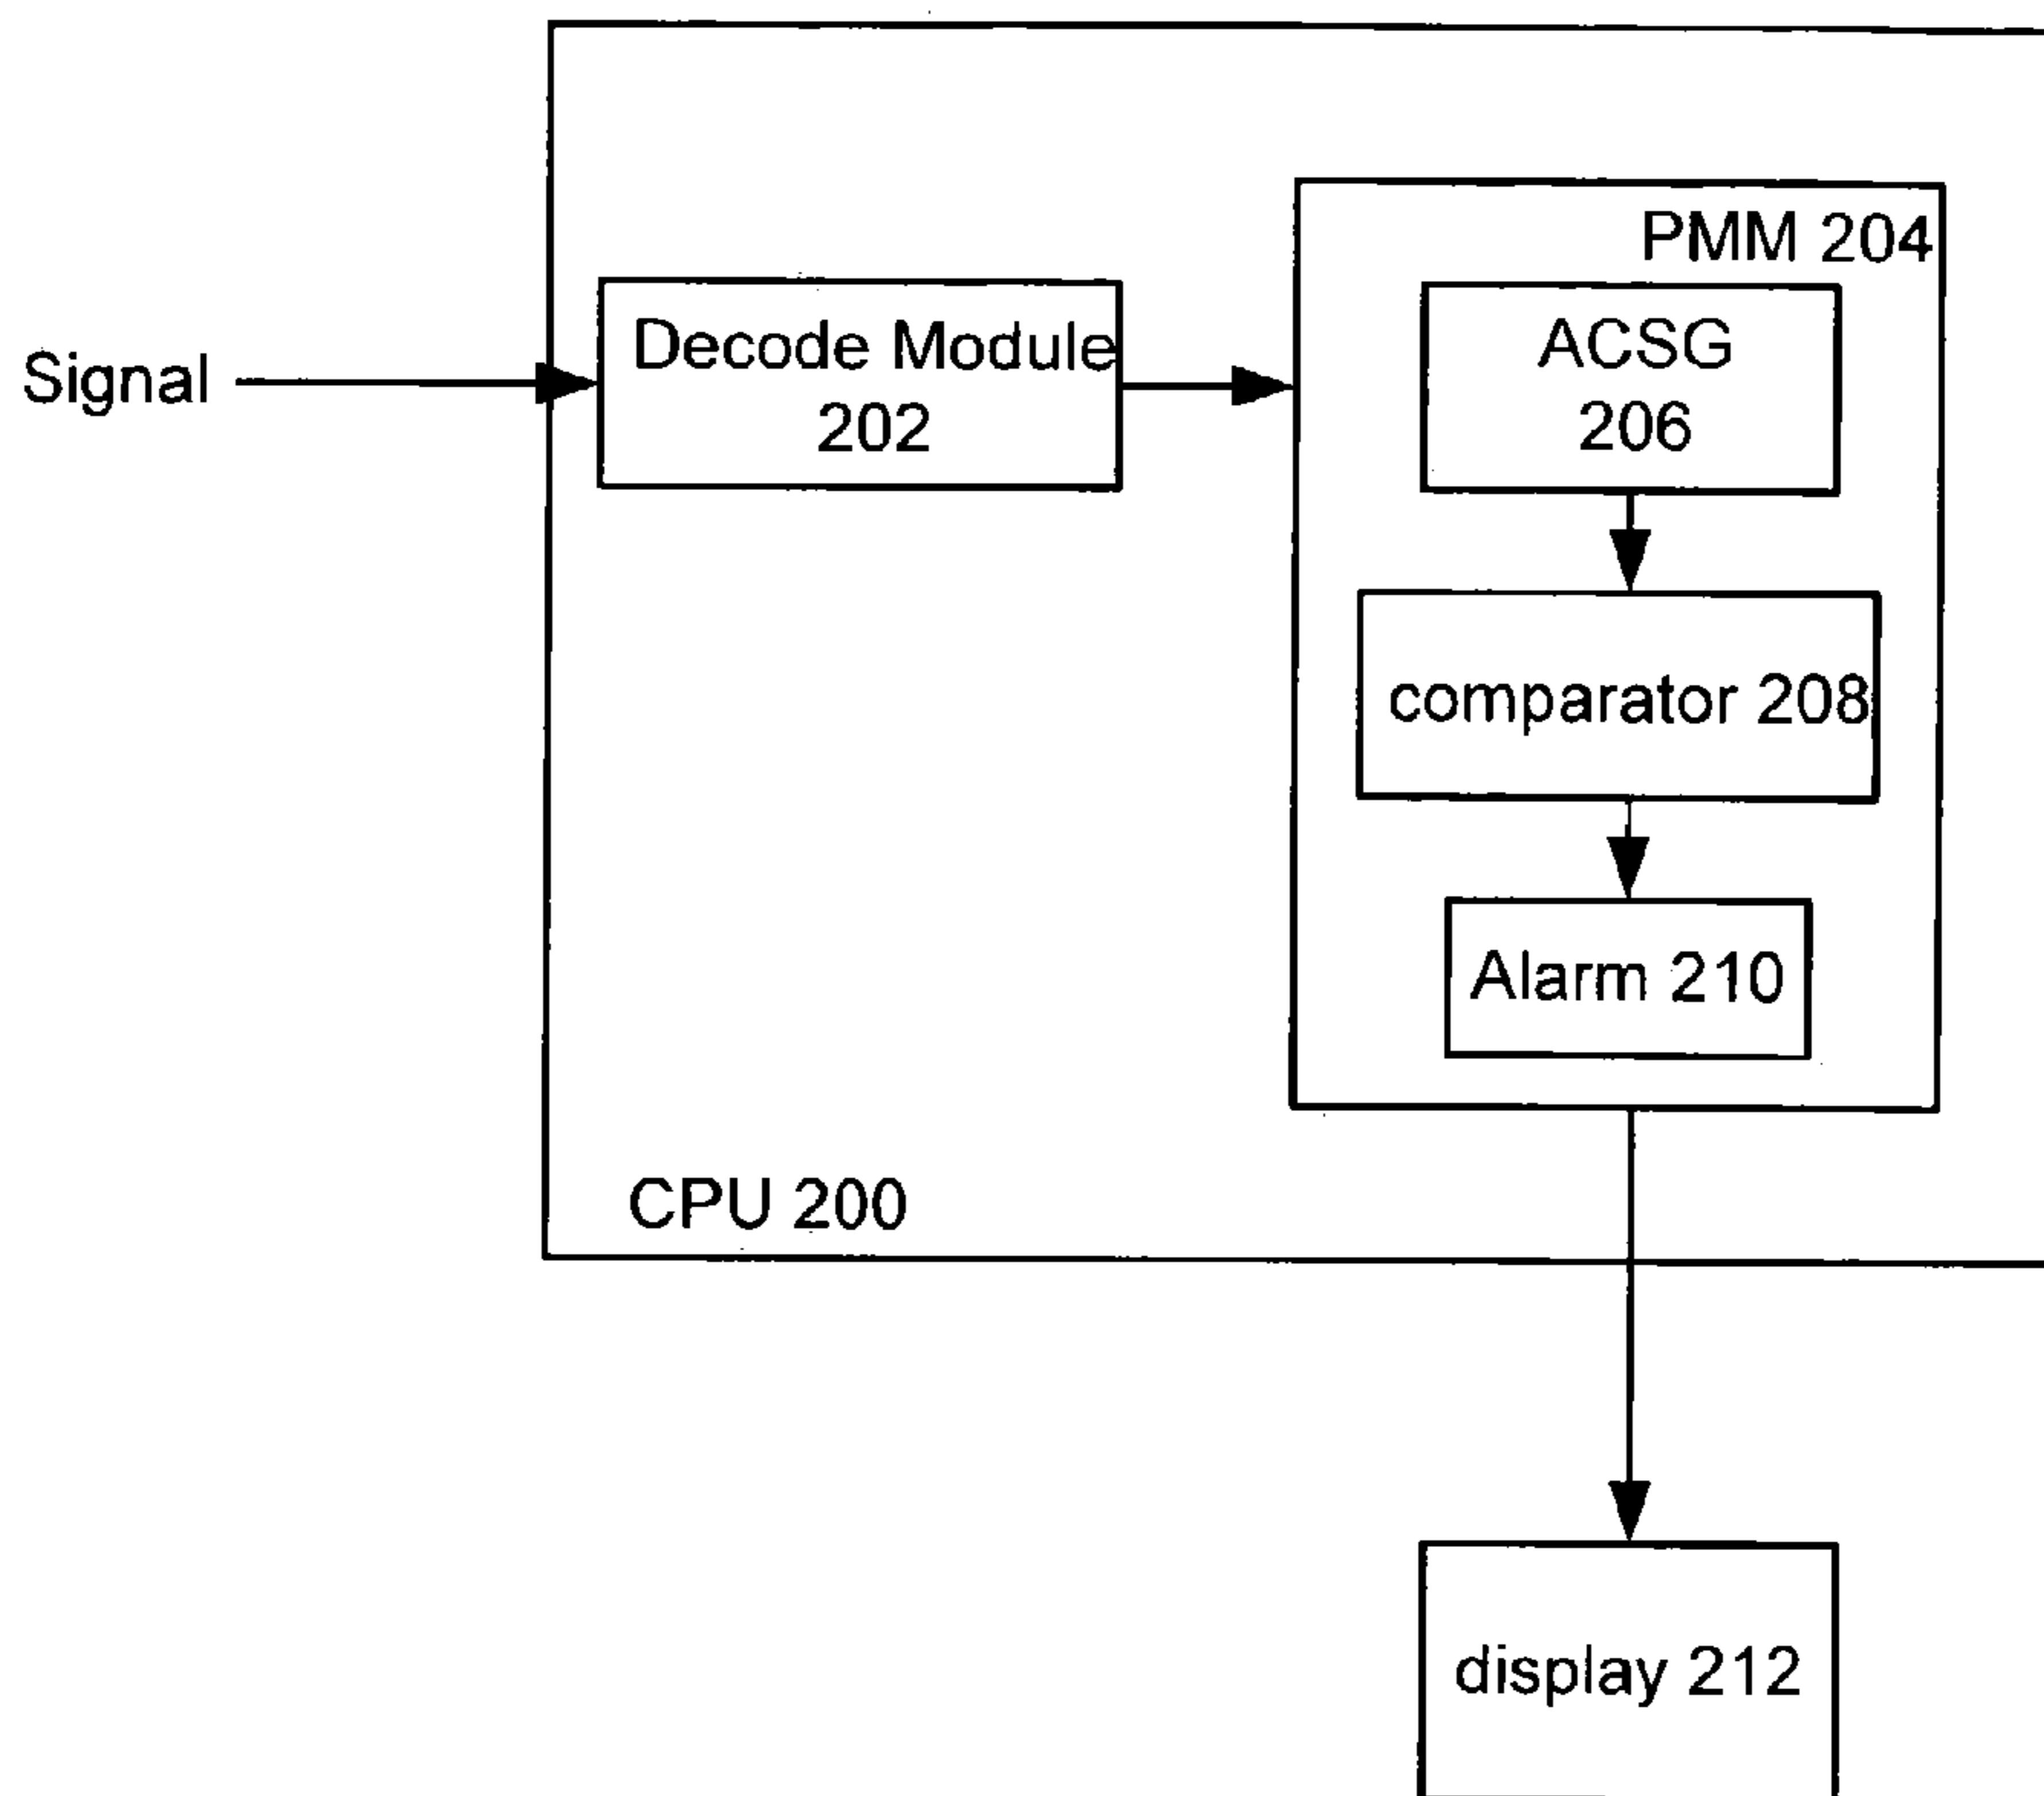 PMM 204
Signal
Decode Module
202
ACSG
206
comparator 208
Alarm 210
CPU 200
display 212